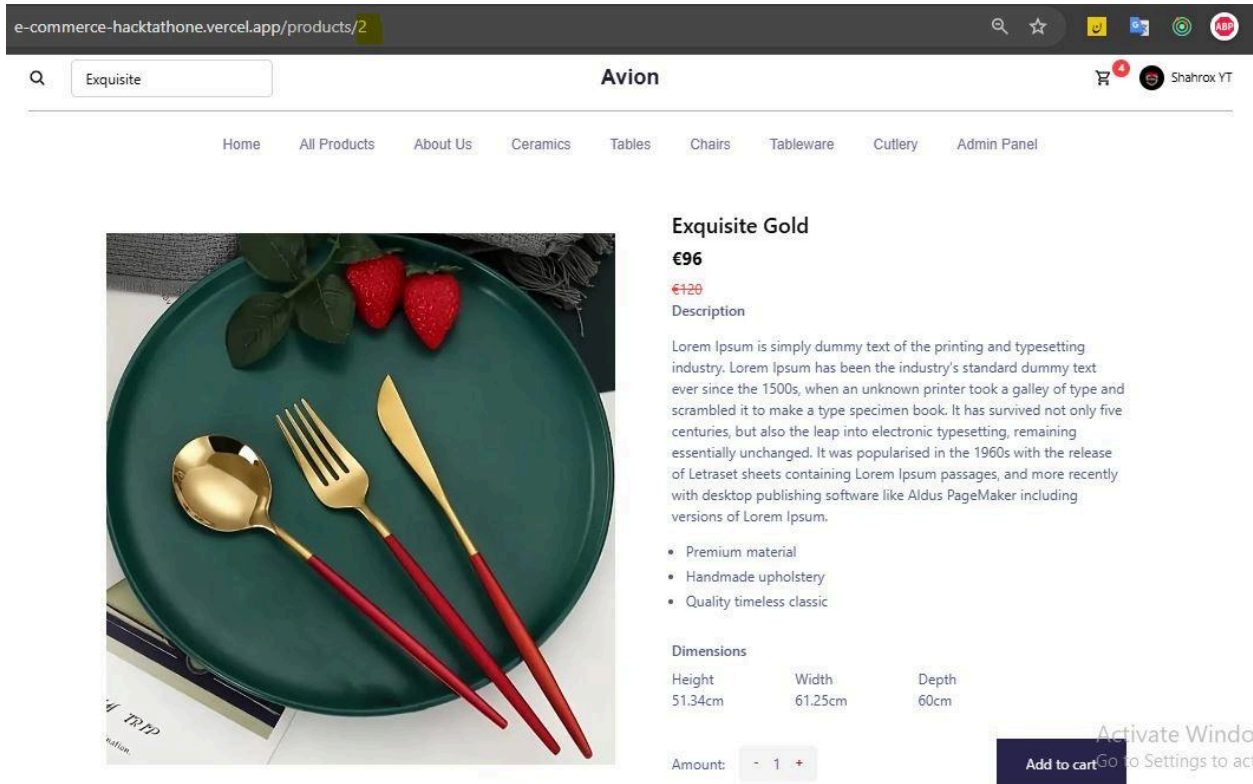 e-commerce-hacktathone.vercel.app/products/2
ن
ABP
Exquisite
Avion
4
Shahrox YT
Home All Products About Us Ceramics Tables Chairs Tableware Cutlery Admin Panel
Exquisite Gold
€96
€120
Description
Lorem Ipsum is simply dummy text of the printing and typesetting
industry. Lorem Ipsum has been the industry's standard dummy text
ever since the 1500s, when an unknown printer took a galley of type and
scrambled it to make a type specimen book. It has survived not only five
centuries, but also the leap into electronic typesetting, remaining
essentially unchanged. It was popularised in the 1960s with the release
of Letraset sheets containing Lorem Ipsum passages, and more recently
with desktop publishing software like Aldus PageMaker including
versions of Lorem Ipsum.
Premium material
Handmade upholstery
Quality timeless classic
Dimensions
Height Width Depth
51.34cm 61.25cm 60cm
TRIP
Amount: - 1 +
Add to cart
Activate Windo
Go to Settings to act